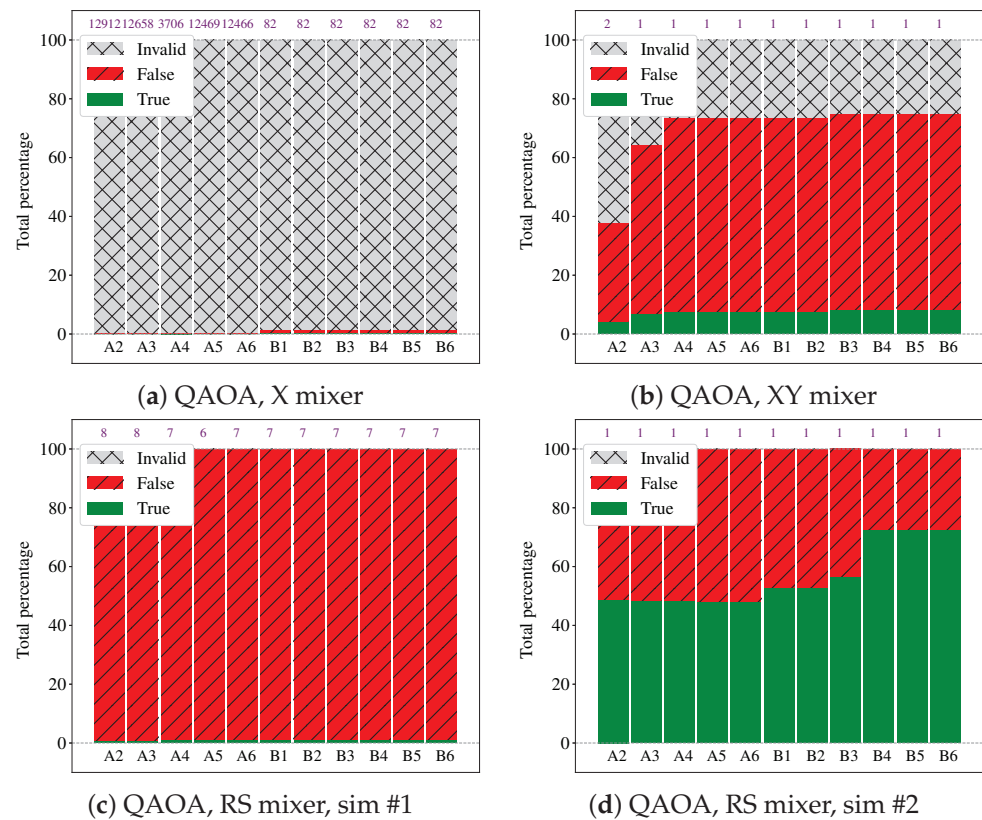 12912 12658 3706 12469 12466 82 82 82 82 82 82
100
80
60
40
20
0
Total percentage
Invalid
False
True
A2 A3 A4 A5 A6 B1 B2 B3 B4 B5 B6
(a) QAOA, X mixer
2 1 1 1 1 1 1 1 1 1 1
100
80
60
40
20
0
Total percentage
Invalid
False
True
A2 A3 A4 A5 A6 B1 B2 B3 B4 B5 B6
(b) QAOA, XY mixer
8 8 7 6 7 7 7 7 7 7 7
100
80
60
40
20
0
Total percentage
Invalid
False
True
A2 A3 A4 A5 A6 B1 B2 B3 B4 B5 B6
(c) QAOA, RS mixer, sim #1
1 1 1 1 1 1 1 1 1 1 1
100
80
60
40
20
0
Total percentage
Invalid
False
True
A2 A3 A4 A5 A6 B1 B2 B3 B4 B5 B6
(d) QAOA, RS mixer, sim #2